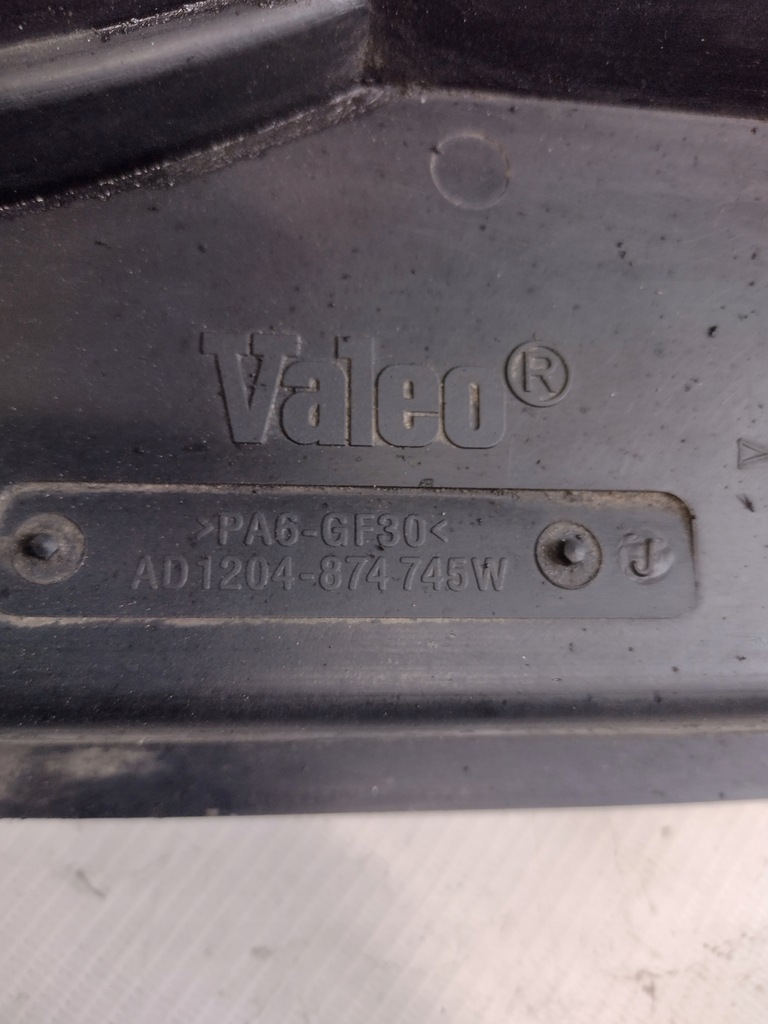 Valeo®
>PA6-GF30<
AD1204-874745W
J